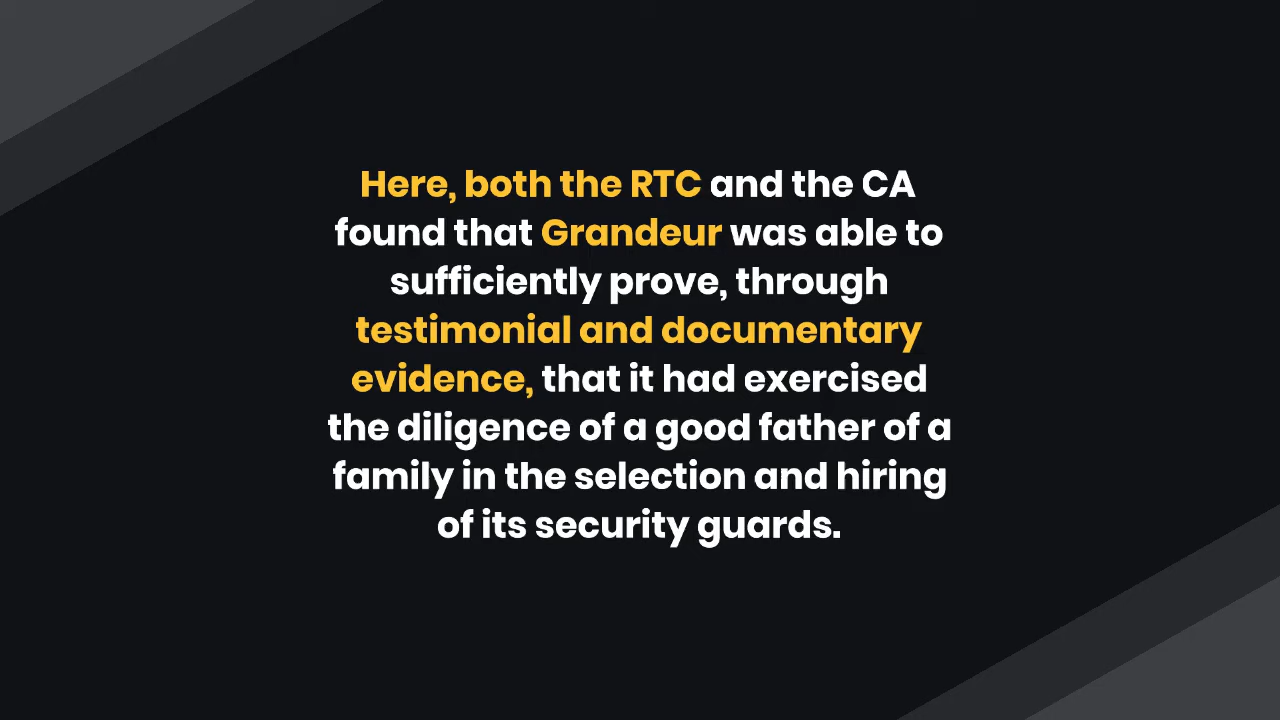 Here, both the RTC and the CA
found that Grandeur was able to
sufficiently prove, through
testimonial and documentary
evidence, that it had exercised
the diligence of a good father of a
family in the selection and hiring
of its security guards.